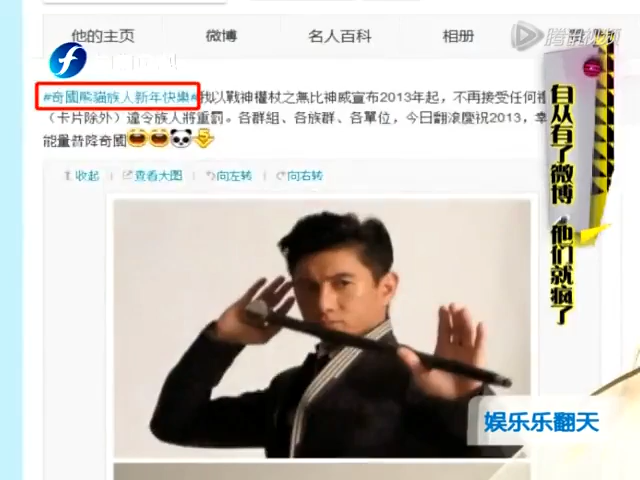 他的主页 微博 名人百科 相册
腾讯视频
#奇國熊貓族人新年快樂#我以戰神權杖之無比神威宣布2013年起，不再接受任何禮
（卡片除外）違令族人將重罰。各群組、各族群、各單位，今日翻滾慶祝2013，幸
能量普降奇國
收起 查看大图 向左转 向右转
自从有了微博 他们就疯了
娱乐乐翻天